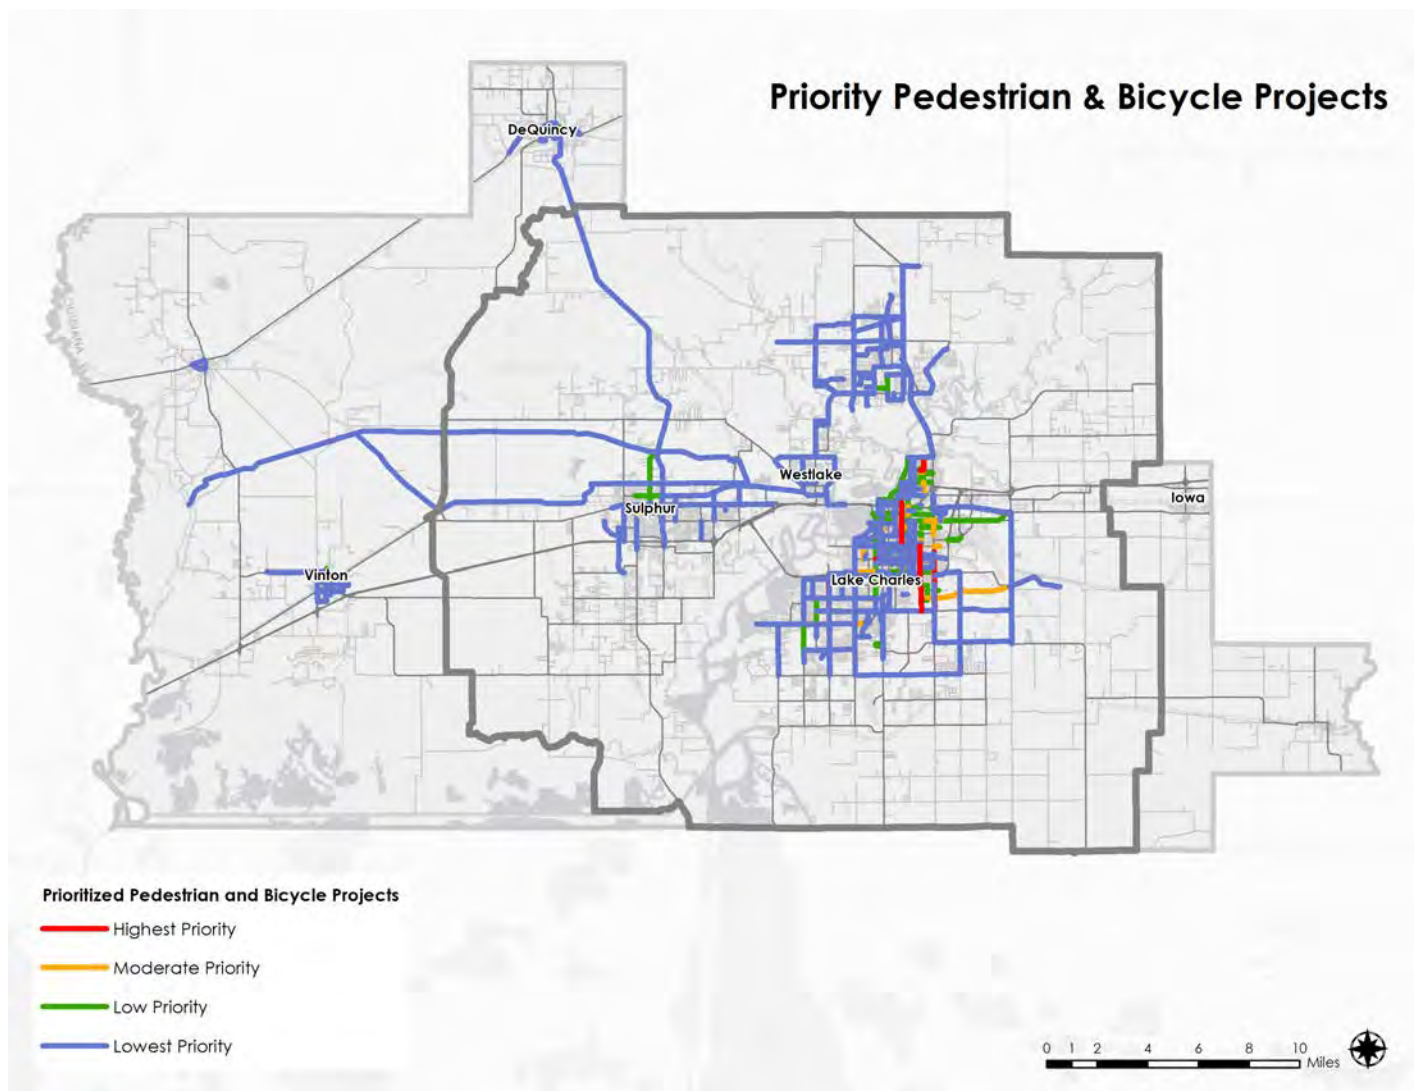 Priority Pedestrian & Bicycle Projects
DeQuincy
Westlake
Iowa
Sulphur
Vinton
Lake Charles
Prioritized Pedestrian and Bicycle Projects
Highest Priority
Moderate Priority
Low Priority
Lowest Priority
0 1 2 4 6 8 10
Miles